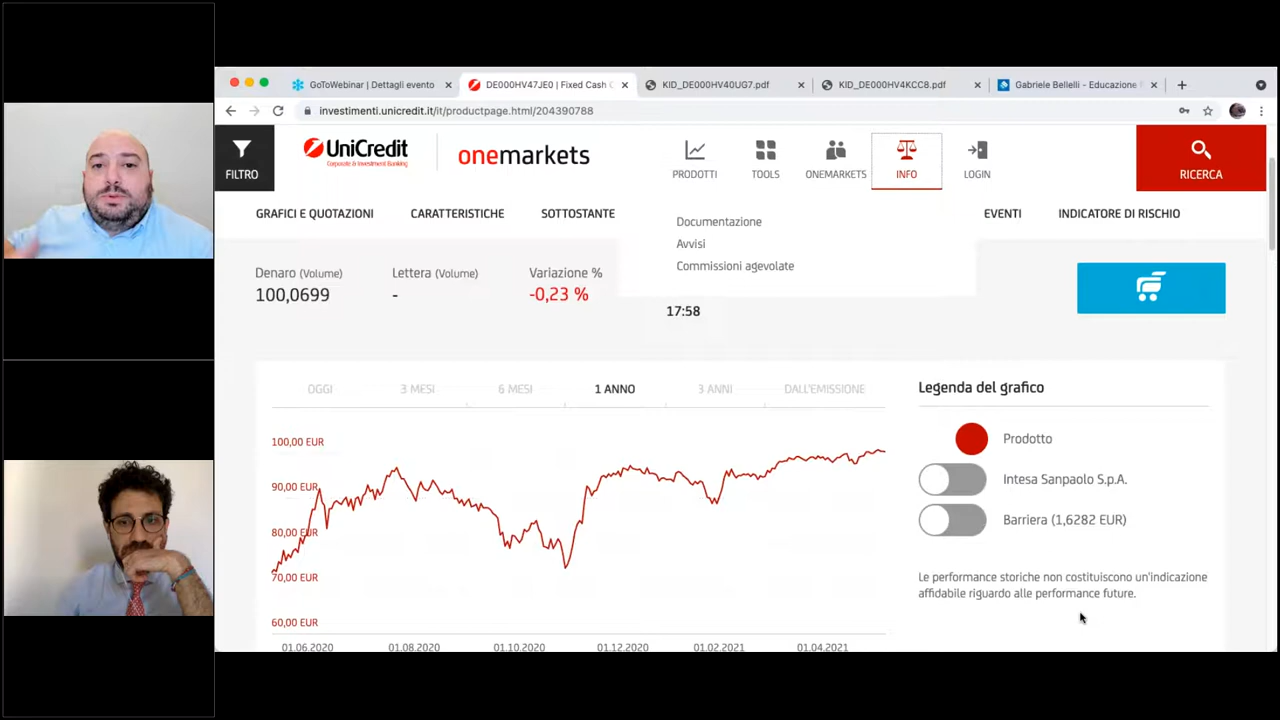 GoToWebinar | Dettagli evento
DE000HV47JE0 | Fixed Cash C
KID_DE000HV40UG7.pdf
KID_DE000HV4KCC8.pdf
Gabriele Bellelli - Educazione F
investimenti.unicredit.it/it/productpage.html/204390788
FILTRO
UniCredit
Corporate & Investment Banking
onemarkets
PRODOTTI
TOOLS
ONEMARKETS
INFO
LOGIN
RICERCA
GRAFICI E QUOTAZIONI
CARATTERISTICHE
SOTTOSTANTE
EVENTI
INDICATORE DI RISCHIO
Documentazione
Avvisi
Commissioni agevolate
Denaro (Volume)
100,0699
Lettera (Volume)
-
Variazione %
-0,23 %
17:58
OGGI
3 MESI
6 MESI
1 ANNO
3 ANNI
DALL'EMISSIONE
100,00 EUR
90,00 EUR
80,00 EUR
70,00 EUR
60,00 EUR
01.06.2020
01.08.2020
01.10.2020
01.12.2020
01.02.2021
01.04.2021
Legenda del grafico
Prodotto
Intesa Sanpaolo S.p.A.
Barriera (1,6282 EUR)
Le performance storiche non costituiscono un'indicazione
affidabile riguardo alle performance future.